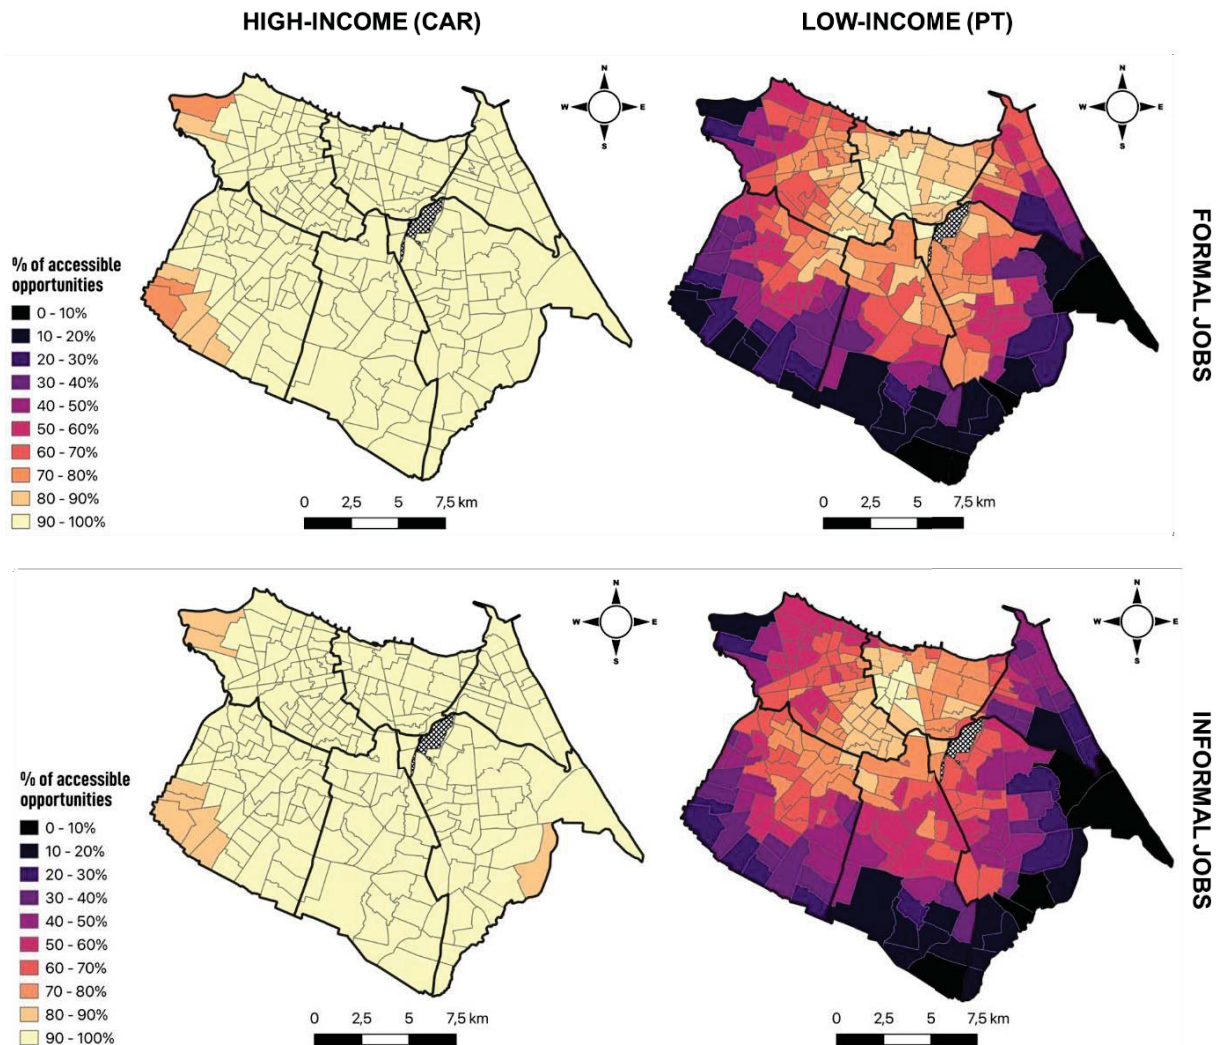 HIGH-INCOME (CAR)
LOW-INCOME (PT)
N
W
E
S
N
W
E
S
FORMAL JOBS
% of accessible
opportunities
0 - 10%
10 - 20%
20 - 30%
30 - 40%
40 - 50%
50 - 60%
60 - 70%
70 - 80%
80 - 90%
90 - 100%
0 2,5 5 7,5 km
0 2,5 5 7,5 km
N
W
E
S
N
W
E
S
INFORMAL JOBS
% of accessible
opportunities
0 - 10%
10 - 20%
20 - 30%
30 - 40%
40 - 50%
50 - 60%
60 - 70%
70 - 80%
80 - 90%
90 - 100%
0 2,5 5 7,5 km
0 2,5 5 7,5 km